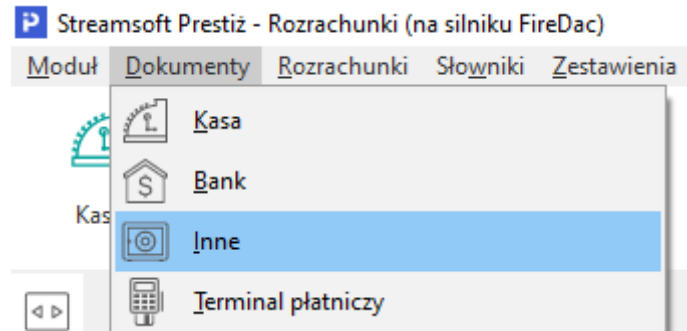 Streamsoft Prestiż - Rozrachunki (na silniku FireDac)
Moduł Dokumenty Rozrachunki Słowniki Zestawienia
Kasa
Bank
Kas
Inne
Terminal płatniczy